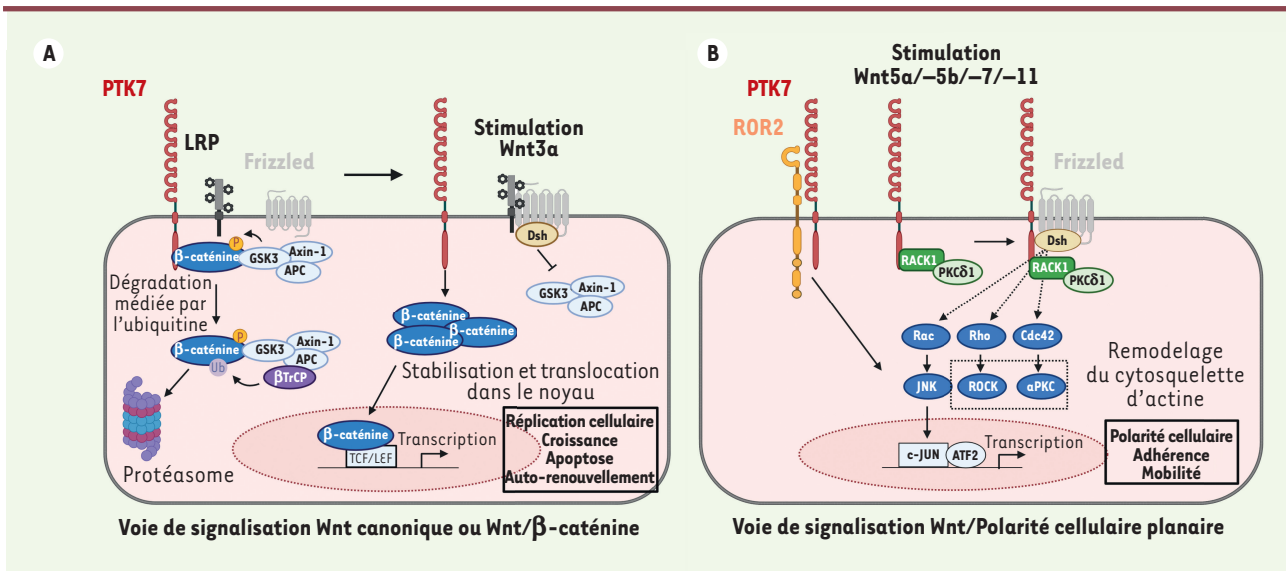 A
PTK7
LRP
Frizzled
Stimulation
Wnt3a
P
β-caténine
GSK3
Axin-1
APC
Dsh
Dégradation
médiée par
l'ubiquitine
GSK3
Axin-1
APC
P
β-caténine
GSK3
Axin-1
APC
Ub
βTrCP
β-caténine
β-caténine
β-caténine
Stabilisation et translocation
dans le noyau
Protéasome
β-caténine
TCF/LEF
Transcription
Réplication cellulaire
Croissance
Apoptose
Auto-renouvellement
Voie de signalisation Wnt canonique ou Wnt/β-caténine
B
Stimulation
Wnt5a/–5b/–7/–11
PTK7
ROR2
Frizzled
Dsh
RACK1
PKCδ1
RACK1
PKCδ1
Rac
Rho
Cdc42
JNK
ROCK
αPKC
Remodelage
du cytosquelette
d'actine
c-JUN
ATF2
Transcription
Polarité cellulaire
Adhérence
Mobilité
Voie de signalisation Wnt/Polarité cellulaire planaire